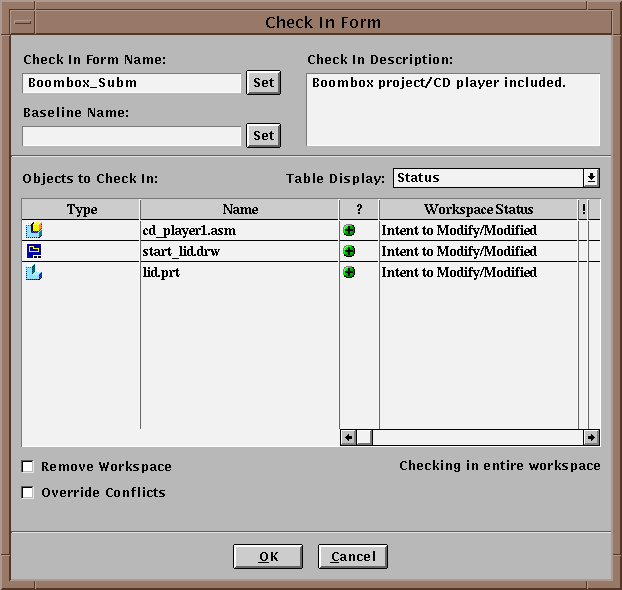 Check In Form
Check In Form Name:
Boombox_Subm
Set
Baseline Name:
Set
Check In Description:
Boombox project/CD player included.
Objects to Check In:
Table Display:
Status
Type Name ? Workspace Status !
cd_player1.asm Intent to Modify/Modified
start_lid.drw Intent to Modify/Modified
lid.prt Intent to Modify/Modified
Remove Workspace
Checking in entire workspace
Override Conflicts
OK
Cancel